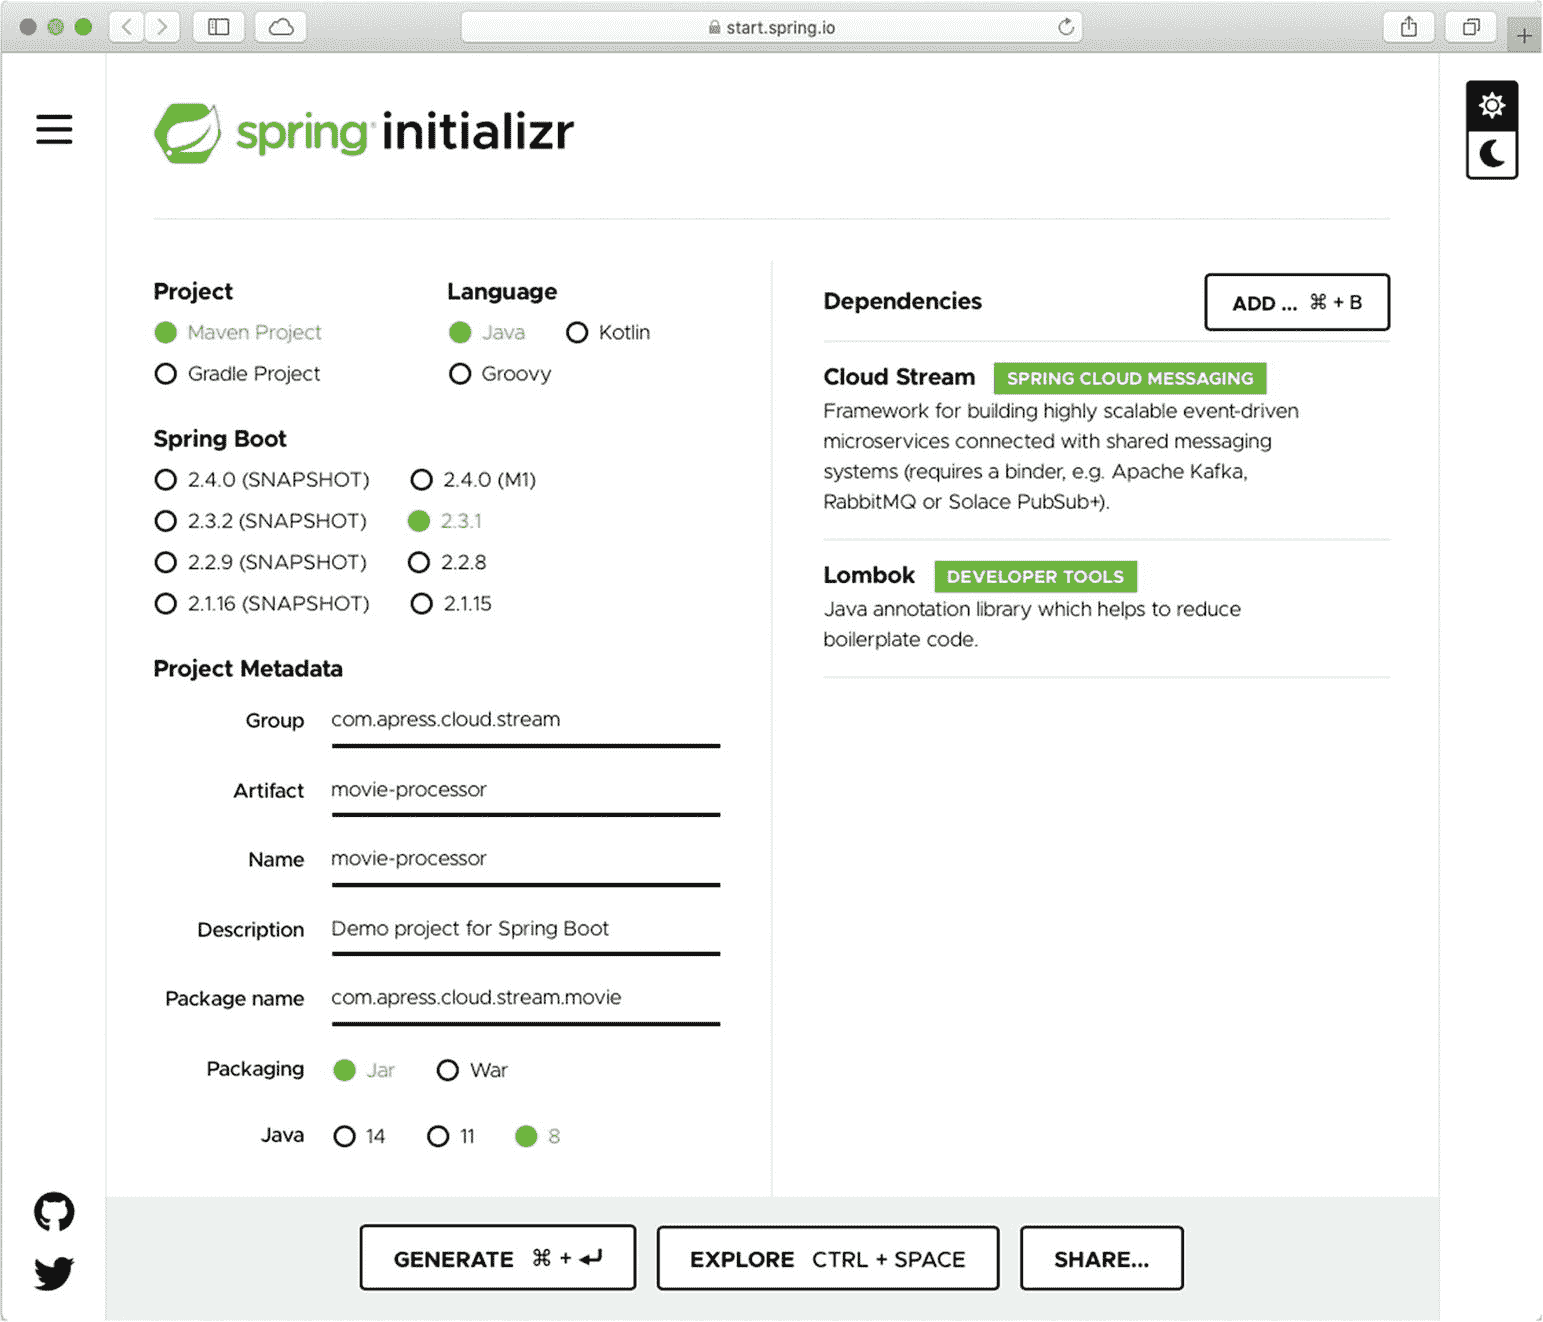 start.spring.io
spring initializr
Project
Maven Project
Gradle Project
Language
Java
Kotlin
Groovy
Spring Boot
2.4.0 (SNAPSHOT)
2.4.0 (M1)
2.3.2 (SNAPSHOT)
2.3.1
2.2.9 (SNAPSHOT)
2.2.8
2.1.16 (SNAPSHOT)
2.1.15
Project Metadata
Group com.apress.cloud.stream
Artifact movie-processor
Name movie-processor
Description Demo project for Spring Boot
Package name com.apress.cloud.stream.movie
Packaging Jar War
Java 14 11 8
Dependencies
ADD ... ⌘ + B
Cloud Stream SPRING CLOUD MESSAGING
Framework for building highly scalable event-driven
microservices connected with shared messaging
systems (requires a binder, e.g. Apache Kafka,
RabbitMQ or Solace PubSub+).
Lombok DEVELOPER TOOLS
Java annotation library which helps to reduce
boilerplate code.
GENERATE ⌘ + ↵
EXPLORE CTRL + SPACE
SHARE...